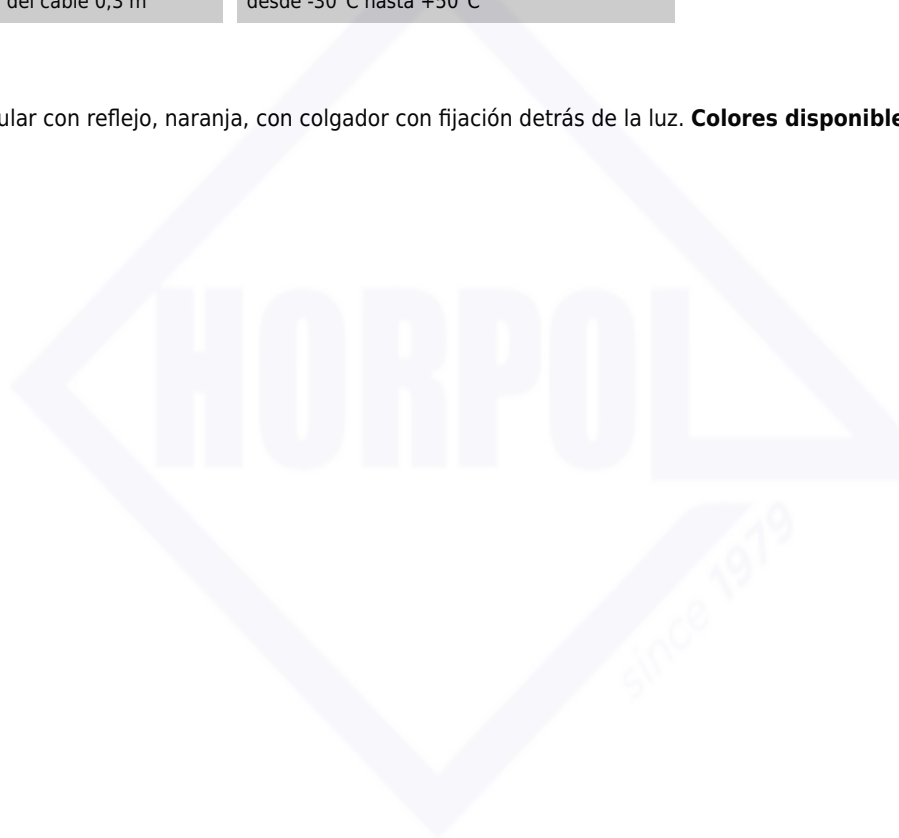 del cable 0,3 m desde -30°C hasta +50°C
ular con reflejo, naranja, con colgador con fijación detrás de la luz. Colores disponible
HORPOL
since 1979